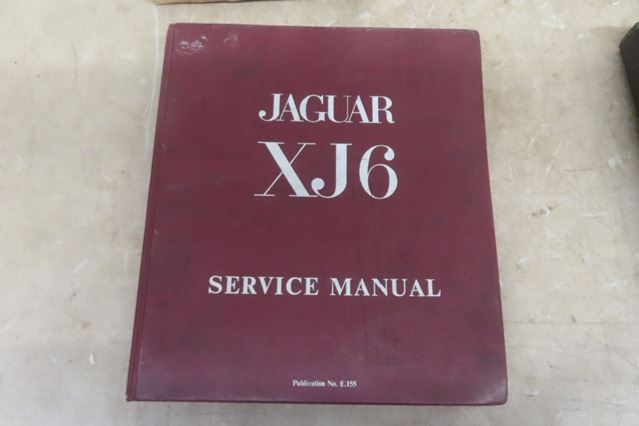 JAGUAR
XJ6
SERVICE MANUAL
Publication No. E.155